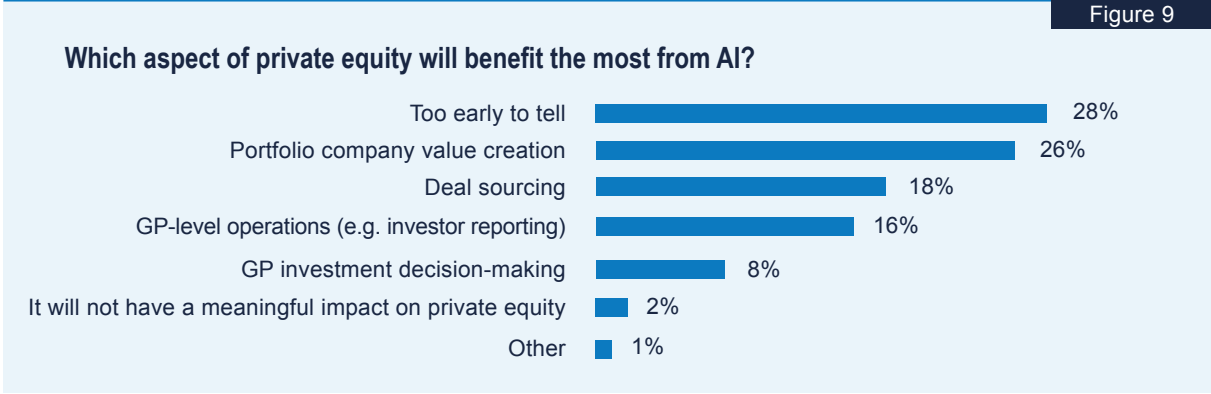 Figure 9
Which aspect of private equity will benefit the most from AI?
Too early to tell 28%
Portfolio company value creation 26%
Deal sourcing 18%
GP-level operations (e.g. investor reporting) 16%
GP investment decision-making 8%
It will not have a meaningful impact on private equity 2%
Other 1%